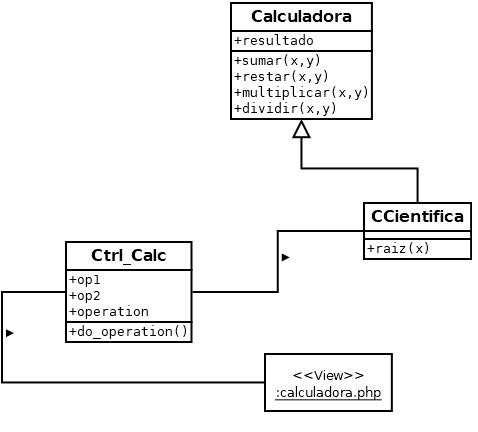 Calculadora
+resultado
+sumar(x,y)
+restar(x,y)
+multiplicar(x,y)
+dividir(x,y)
CCientifica
+raiz(x)
Ctrl_Calc
+op1
+op2
+operation
+do_operation()
<<View>>
:calculadora.php